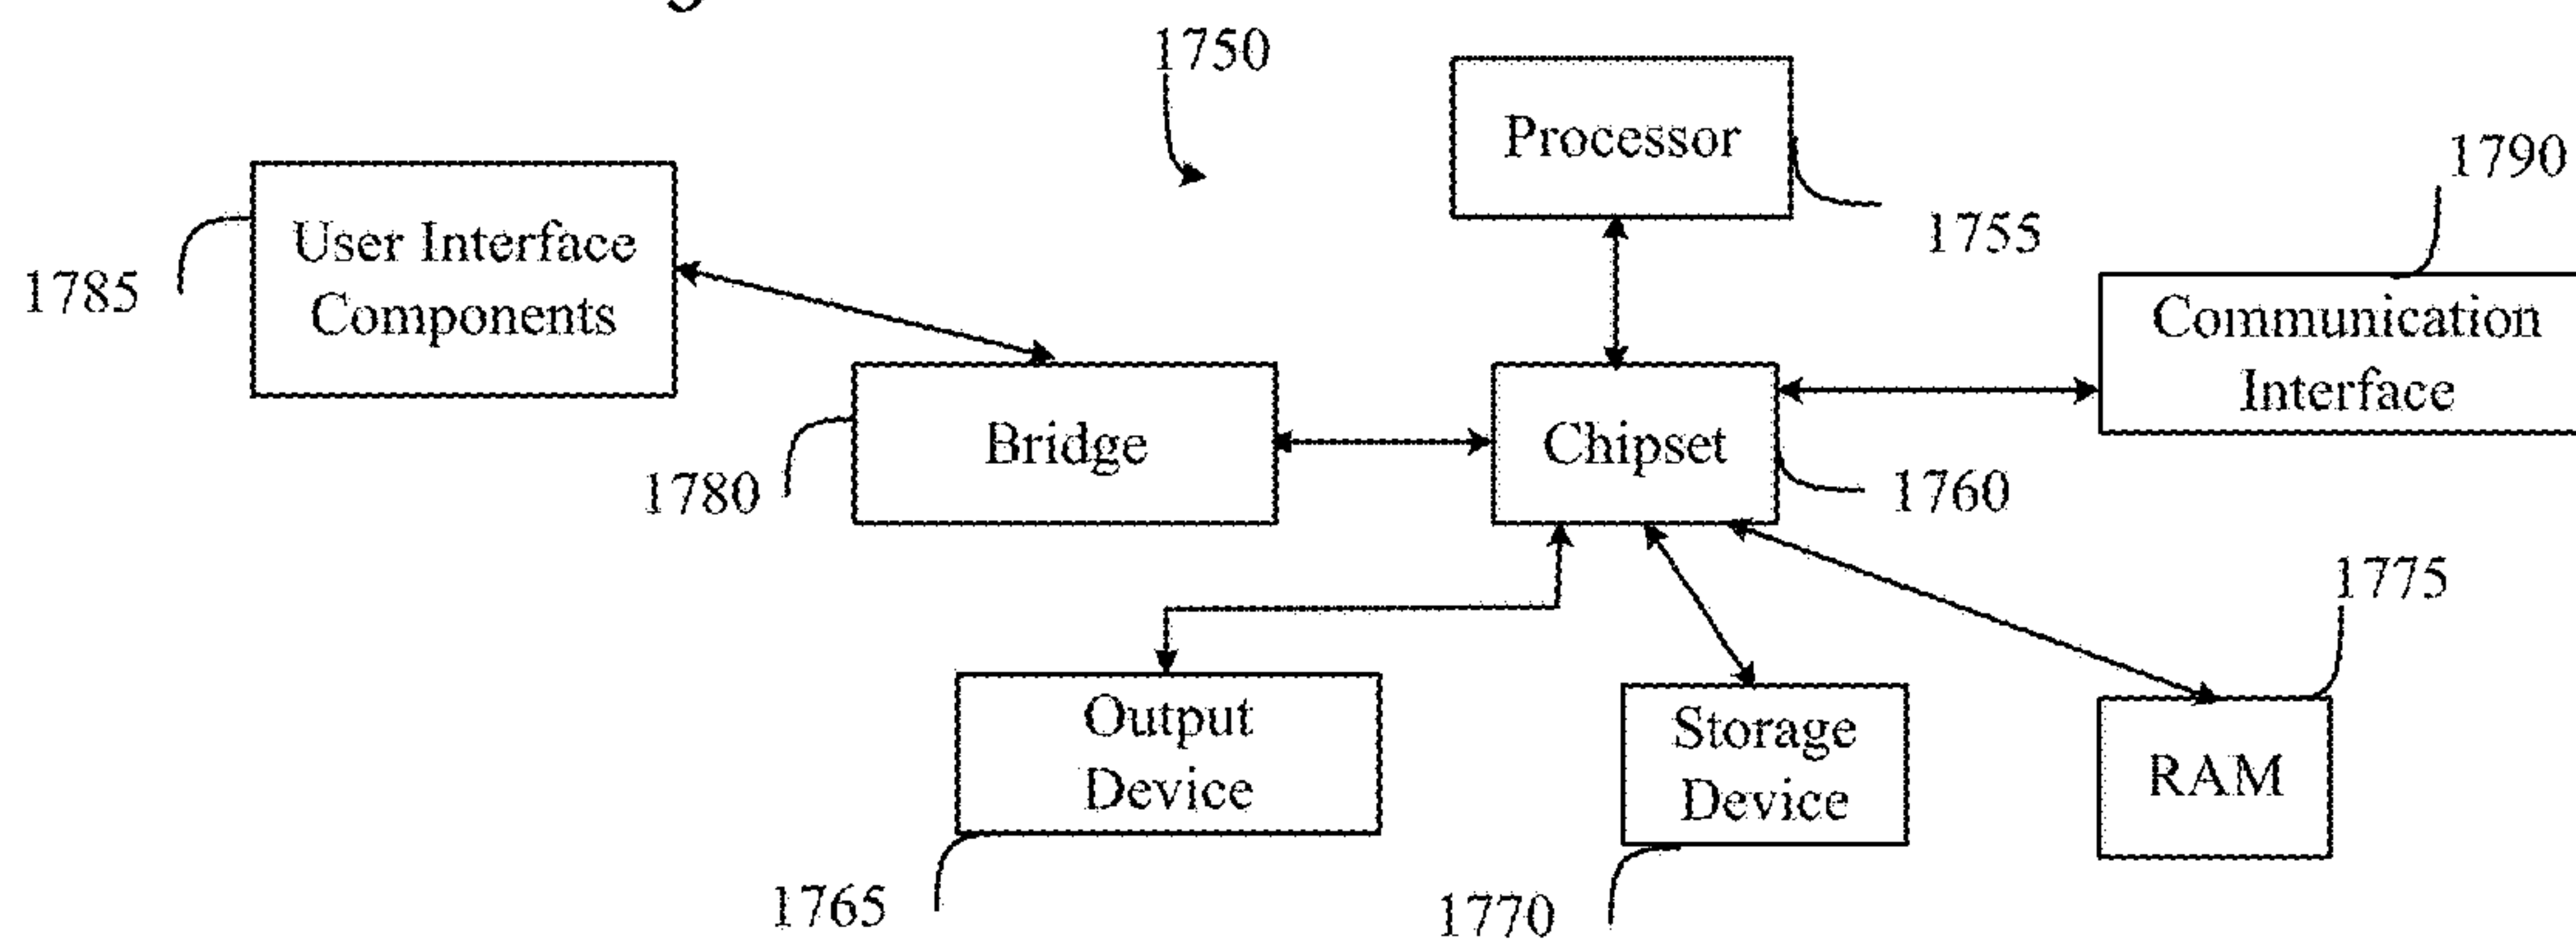 1750
Processor
1790
User Interface
Components
1755
1785
Communication
Interface
Bridge
Chipset
1780
1760
1775
Output
Device
Storage
Device
RAM
1765
1770